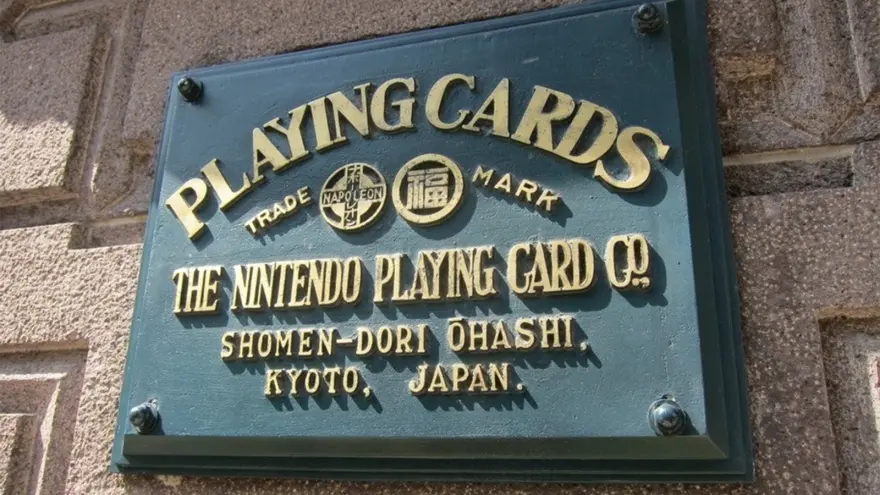 PLAYING CARDS
TRADE NAPOLEON 福 MARK
THE NINTENDO PLAYING CARD CO.,
SHOMEN-DORI ŌHASHI,
KYOTO, JAPAN.